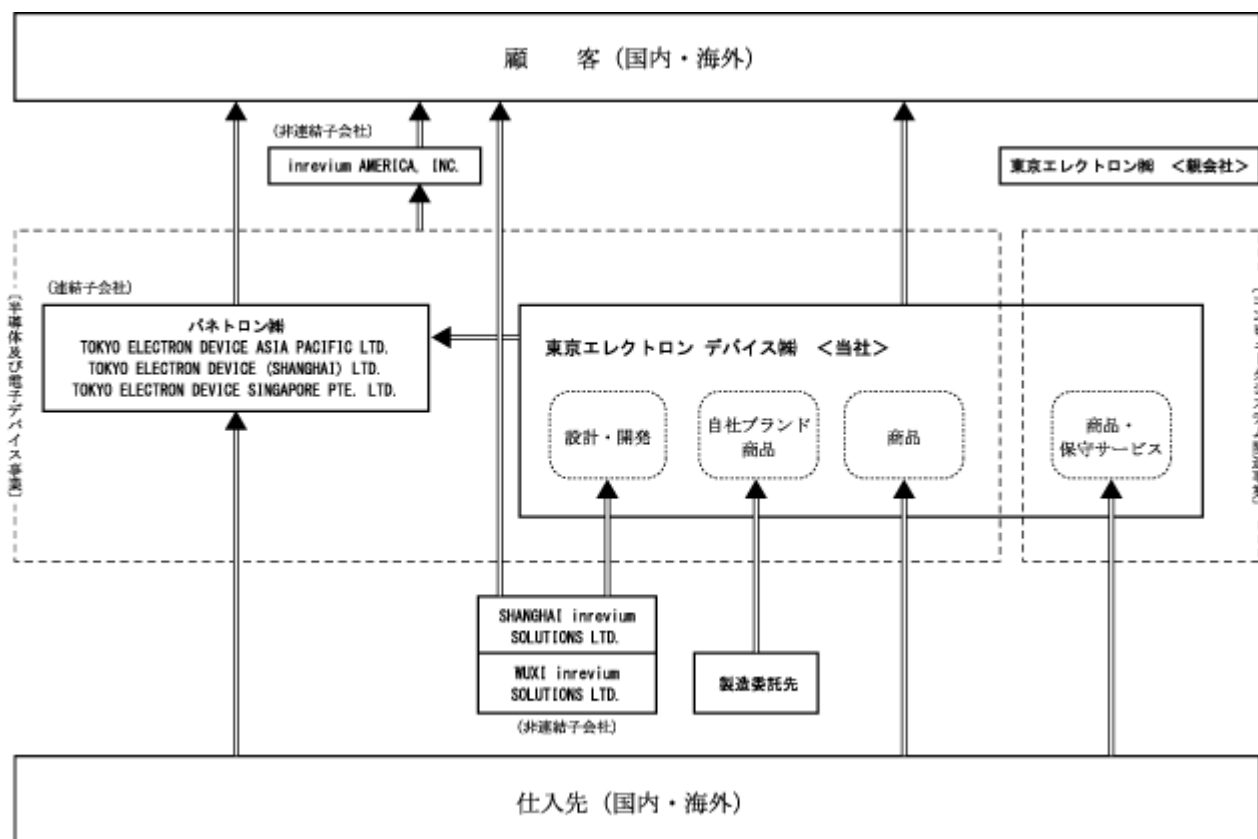 顧　客（国内・海外）
（非連結子会社）
inrevium AMERICA, INC.
東京エレクトロン㈱　＜親会社＞
［半導体及び電子デバイス事業］
（連結子会社）
パネトロン㈱
TOKYO ELECTRON DEVICE ASIA PACIFIC LTD.
TOKYO ELECTRON DEVICE (SHANGHAI) LTD.
TOKYO ELECTRON DEVICE SINGAPORE PTE. LTD.
東京エレクトロン デバイス㈱　＜当社＞
設計・開発
自社ブランド
商品
商品
商品・
保守サービス
SHANGHAI inrevium
SOLUTIONS LTD.
WUXI inrevium
SOLUTIONS LTD.
（非連結子会社）
製造委託先
仕入先（国内・海外）